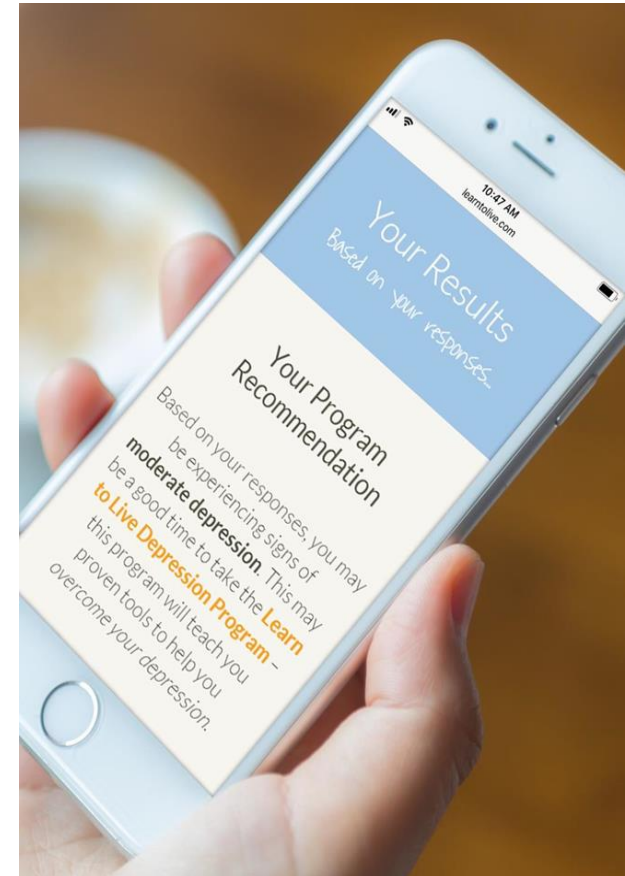 10:47 AM
learntolive.com
Your Results
Based on your responses...
Your Program
Recommendation
Based on your responses, you may
be experiencing signs of
moderate depression. This may
be a good time to take the Learn
to Live Depression Program –
this program will teach you
proven tools to help you
overcome your depression.